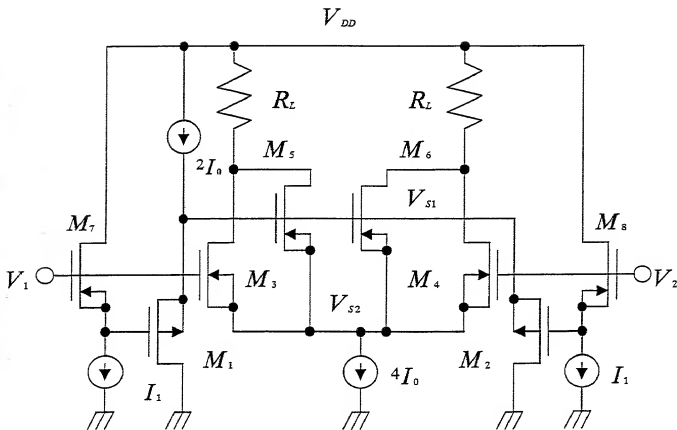 V_DD
R_L R_L
2I_0
M_5 M_6
V_S1
M_7 M_8
V_1 M_3 M_4 V_2
V_S2
M_1 M_2
I_1 4I_0 I_1